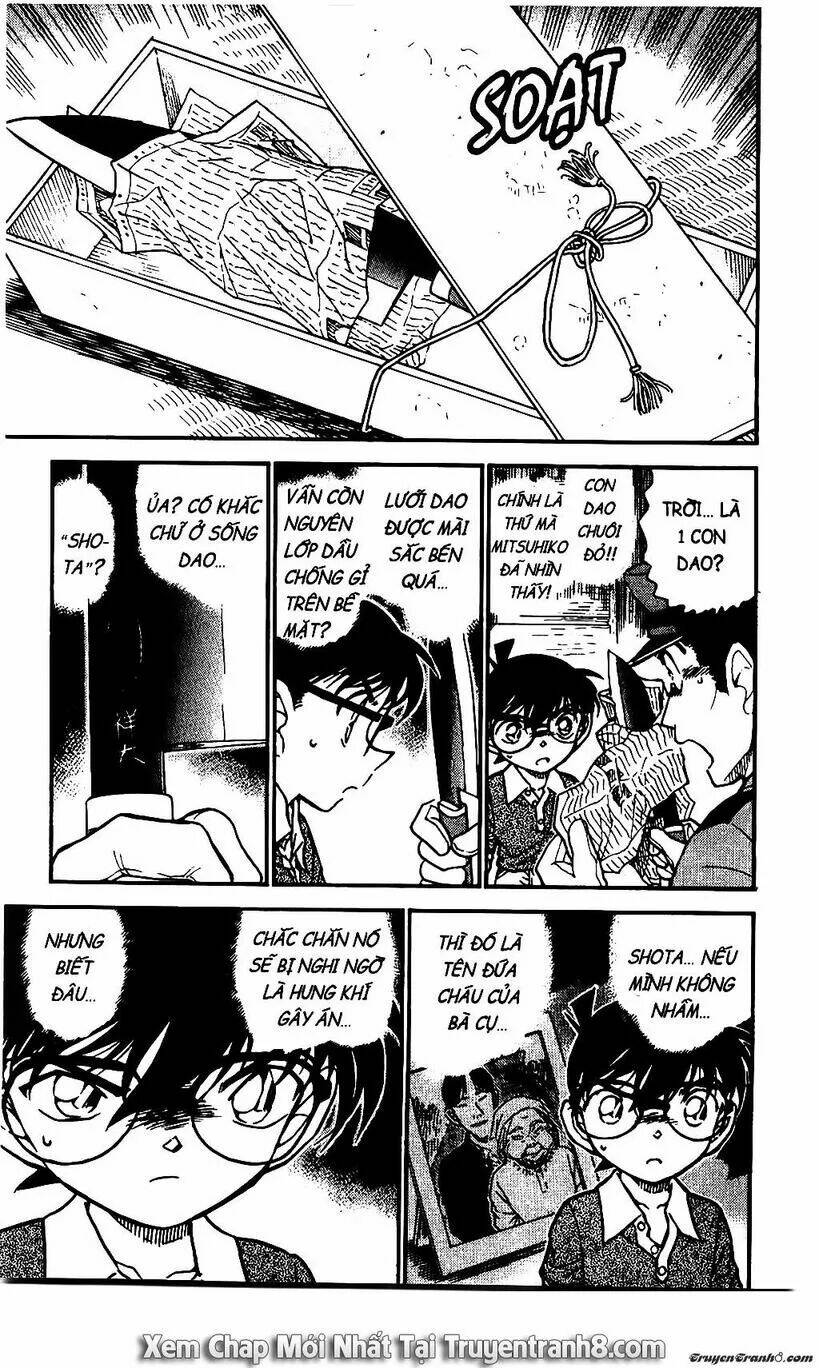 SOẠT
TRỜI... LÀ
1 CON
DAO?
CON
DAO
CHUÔI
ĐỎ!!
CHÍNH LÀ
THỨ MÀ
MITSUHIKO
ĐÃ NHÌN
THẤY!
LƯỠI DAO
ĐƯỢC MÀI
SẮC BÉN
QUÁ...
VẪN CÒN
NGUYÊN
LỚP DẦU
CHỐNG GỈ
TRÊN BỀ
MẶT?
ỦA? CÓ KHẮC
CHỮ Ở SỐNG
DAO...
"SHO-
TA"?
SHOTA... NẾU
MÌNH KHÔNG
NHẦM...
THÌ ĐÓ LÀ
TÊN ĐỨA
CHÁU CỦA
BÀ CỤ...
CHẮC CHẮN NÓ
SẼ BỊ NGHI NGỜ
LÀ HUNG KHÍ
GÂY ÁN...
NHƯNG
BIẾT
ĐÂU...
Xem Chap Mới Nhất Tại Truyentranh8.com
TruyenTranh8.com